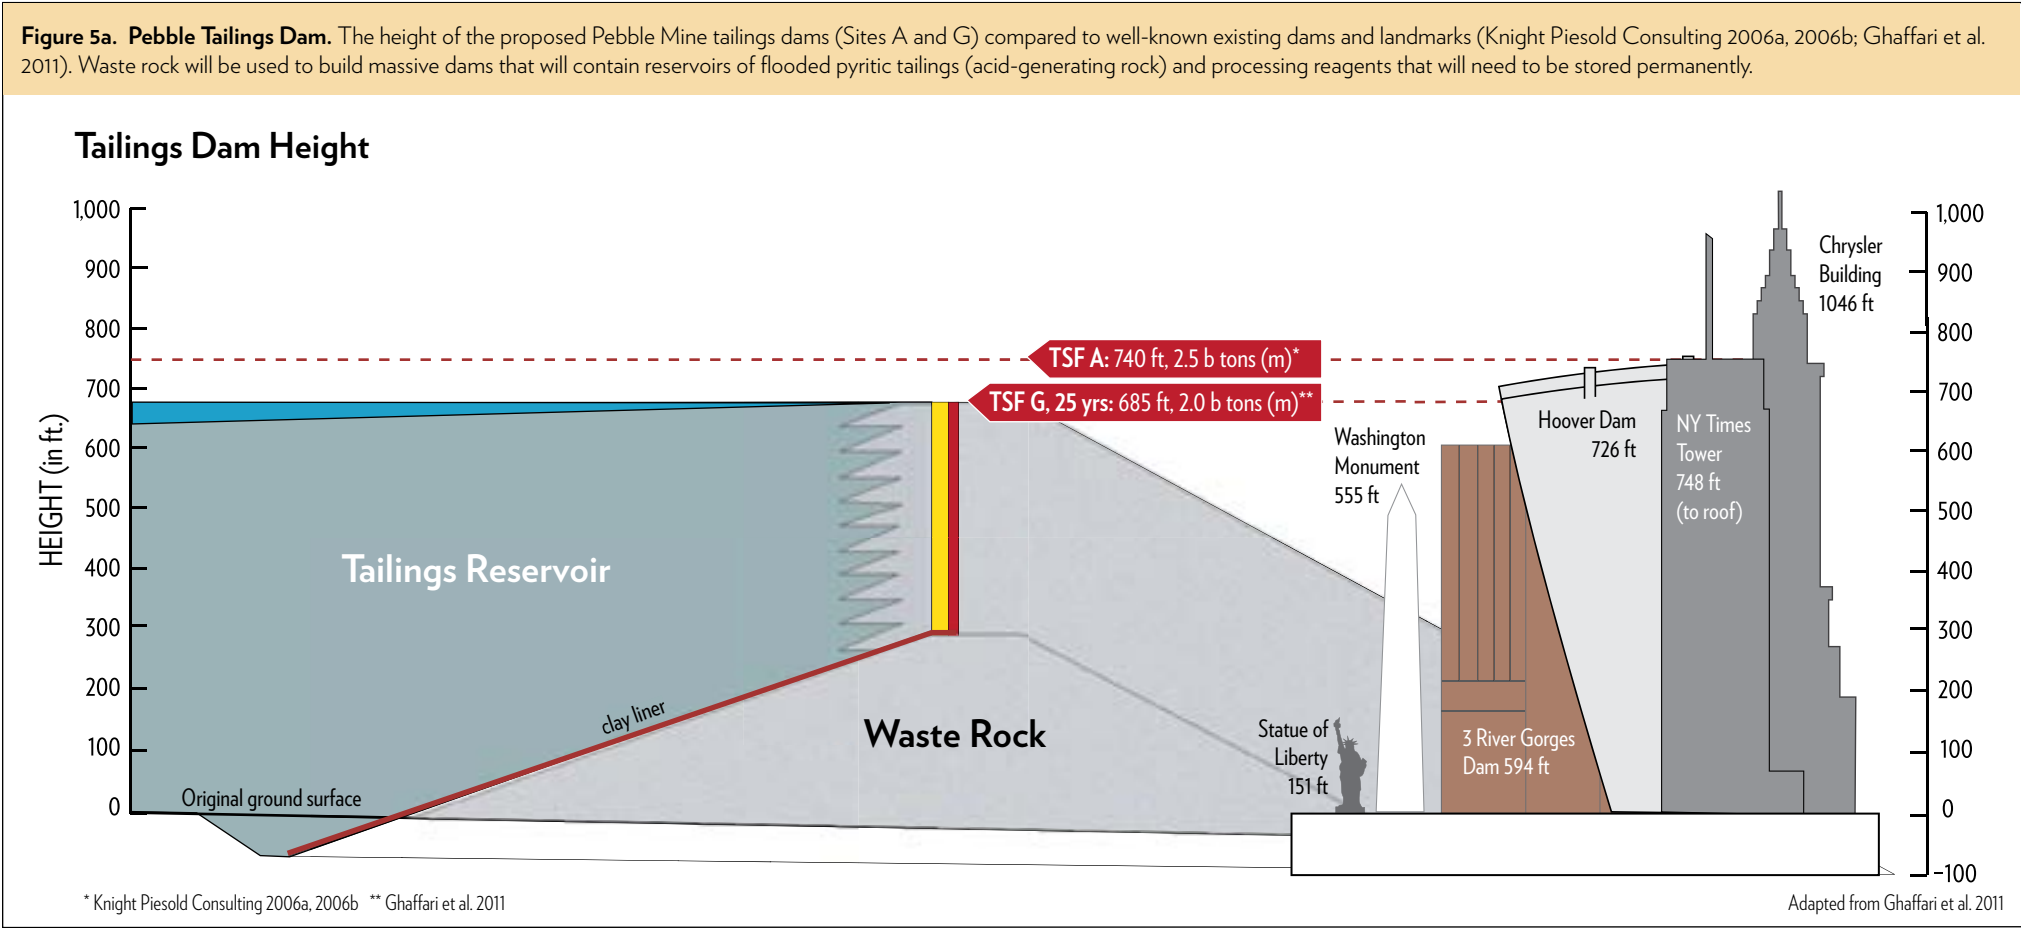 Figure 5a. Pebble Tailings Dam. The height of the proposed Pebble Mine tailings dams (Sites A and G) compared to well-known existing dams and landmarks (Knight Piesold Consulting 2006a, 2006b; Ghaffari et al.
2011). Waste rock will be used to build massive dams that will contain reservoirs of flooded pyritic tailings (acid-generating rock) and processing reagents that will need to be stored permanently.
Tailings Dam Height
HEIGHT (in ft.)
1,000
900
800
700
600
500
400
300
200
100
0
TSF A: 740 ft, 2.5 b tons (m)*
TSF G, 25 yrs: 685 ft, 2.0 b tons (m)**
Tailings Reservoir
clay liner
Original ground surface
Waste Rock
Statue of
Liberty
151 ft
Washington
Monument
555 ft
3 River Gorges
Dam 594 ft
Hoover Dam
726 ft
NY Times
Tower
748 ft
(to roof)
Chrysler
Building
1046 ft
1,000
900
800
700
600
500
400
300
200
100
0
−100
* Knight Piesold Consulting 2006a, 2006b ** Ghaffari et al. 2011
Adapted from Ghaffari et al. 2011